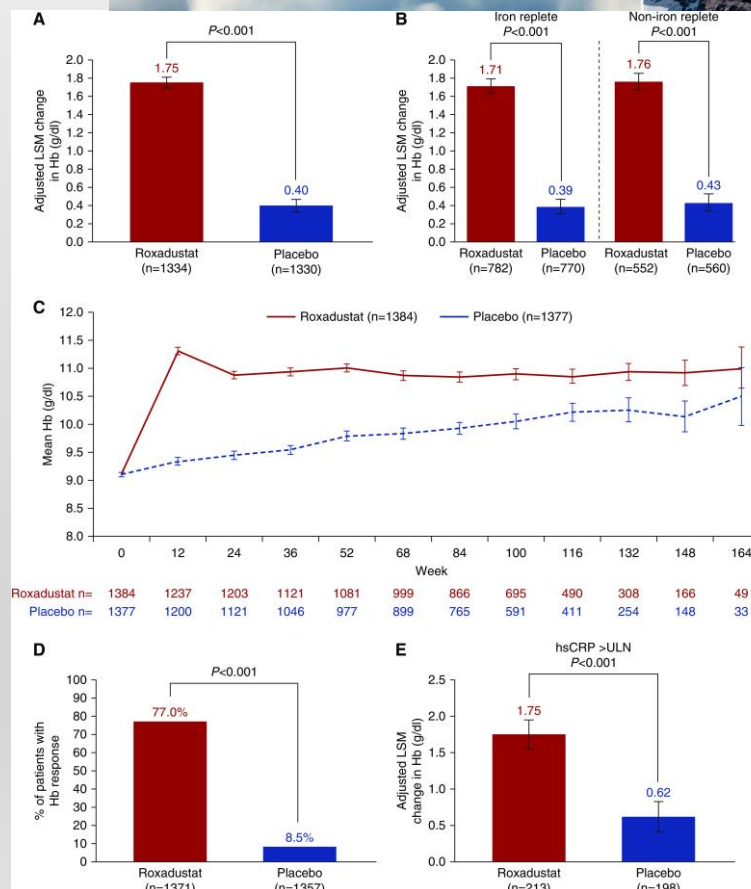 A
P<0.001
Adjusted LSM change
in Hb (g/dl)
2.0
1.8
1.6
1.4
1.2
1.0
0.8
0.6
0.4
0.2
0.0
1.75
0.40
Roxadustat
(n=1334)
Placebo
(n=1330)
B
Iron replete
P<0.001
Non-iron replete
P<0.001
Adjusted LSM change
in Hb (g/dl)
2.0
1.8
1.6
1.4
1.2
1.0
0.8
0.6
0.4
0.2
0.0
1.71
0.39
1.76
0.43
Roxadustat
(n=782)
Placebo
(n=770)
Roxadustat
(n=552)
Placebo
(n=560)
C
Roxadustat (n=1384)
Placebo (n=1377)
Mean Hb (g/dl)
12.0
11.5
11.0
10.5
10.0
9.5
9.0
8.5
8.0
0 12 24 36 52 68 84 100 116 132 148 164
Week
Roxadustat n= 1384 1237 1203 1121 1081 999 866 695 490 308 166 49
Placebo n= 1377 1200 1121 1046 977 899 765 591 411 254 148 33
D
P<0.001
% of patients with
Hb response
100
90
80
70
60
50
40
30
20
10
0
77.0%
8.5%
Roxadustat
(n=1371)
Placebo
(n=1357)
E
hsCRP >ULN
P<0.001
Adjusted LSM
change in Hb (g/dl)
2.5
2.0
1.5
1.0
0.5
0.0
1.75
0.62
Roxadustat
(n=213)
Placebo
(n=198)